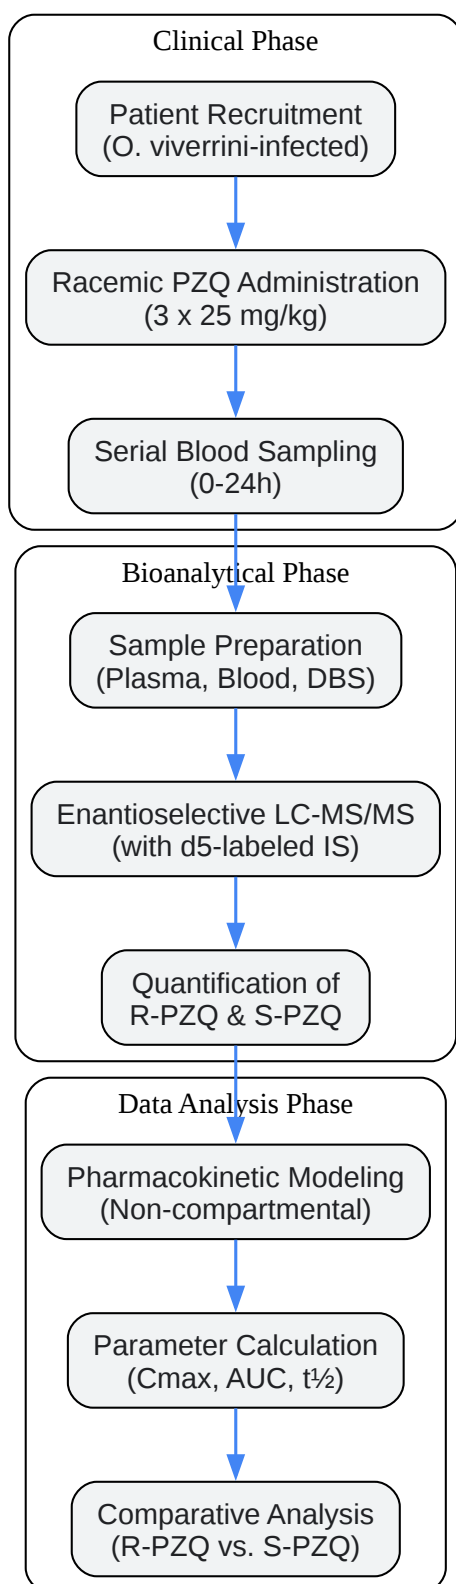 Clinical Phase
Patient Recruitment
(O. viverrini-infected)
Racemic PZQ Administration
(3 x 25 mg/kg)
Serial Blood Sampling
(0-24h)
Bioanalytical Phase
Sample Preparation
(Plasma, Blood, DBS)
Enantioselective LC-MS/MS
(with d5-labeled IS)
Quantification of
R-PZQ & S-PZQ
Data Analysis Phase
Pharmacokinetic Modeling
(Non-compartmental)
Parameter Calculation
(Cmax, AUC, t½)
Comparative Analysis
(R-PZQ vs. S-PZQ)